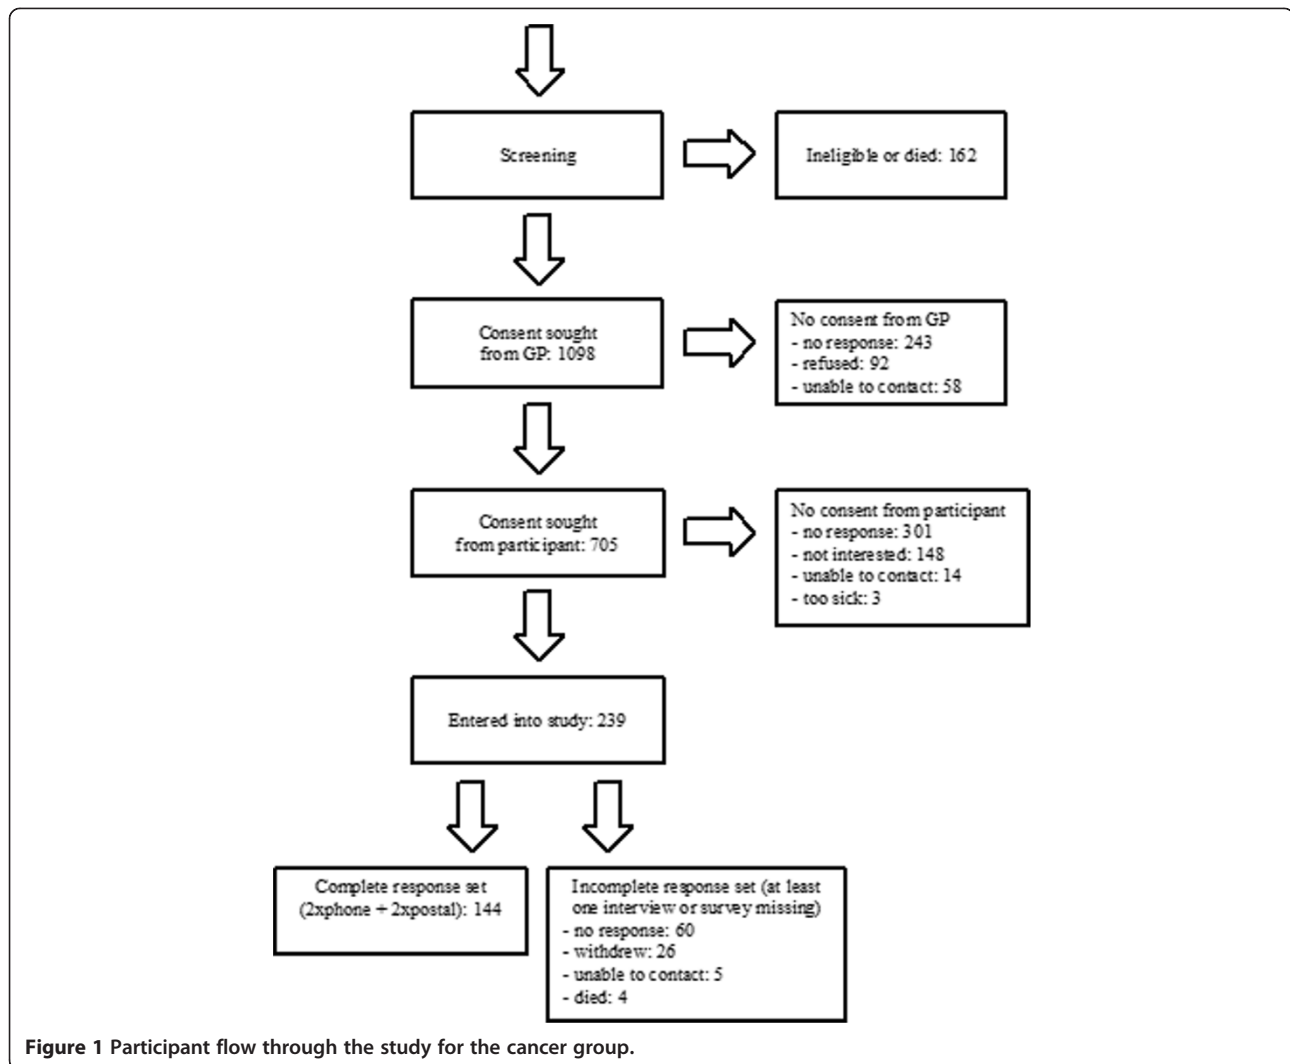 Screening
Ineligible or died: 162
Consent sought
from GP: 1098
No consent from GP
- no response: 243
- refused: 92
- unable to contact: 58
Consent sought
from participant: 705
No consent from participant
- no response: 301
- not interested: 148
- unable to contact: 14
- too sick: 3
Entered into study: 239
Complete response set
(2xphone + 2xpostal): 144
Incomplete response set (at least
one interview or survey missing)
- no response: 60
- withdrew: 26
- unable to contact: 5
- died: 4
Figure 1 Participant flow through the study for the cancer group.